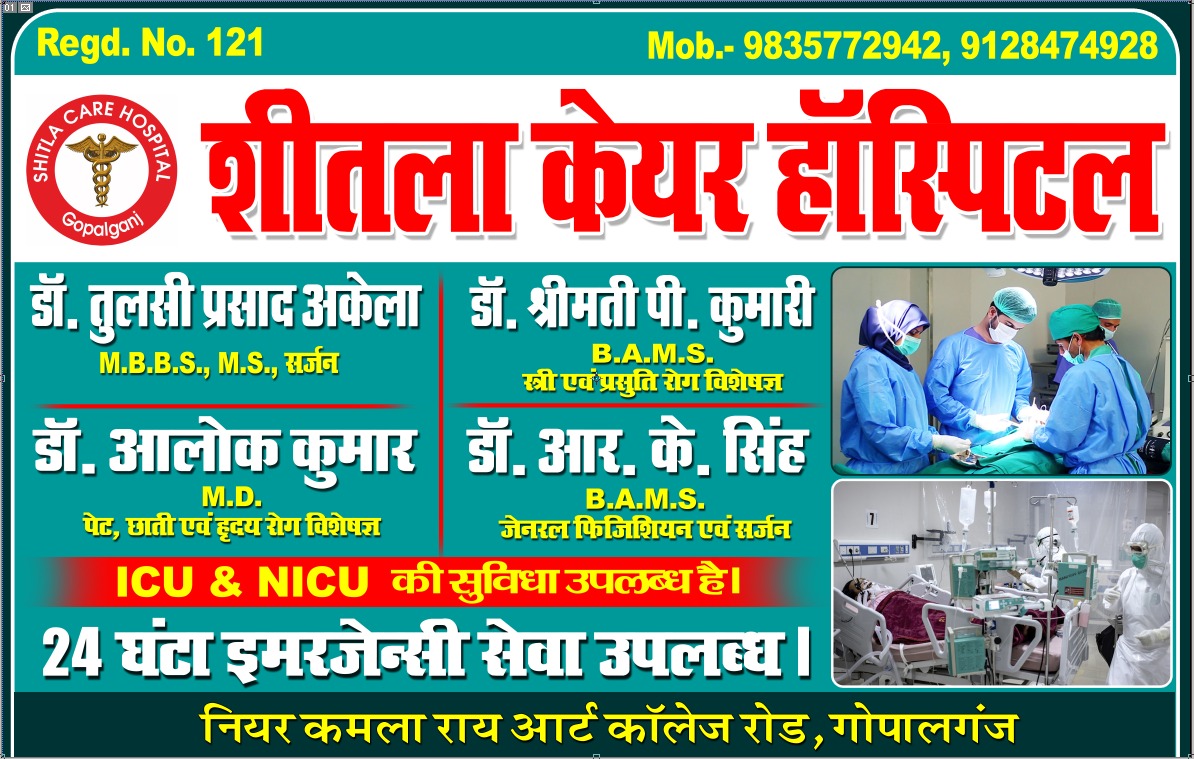 01
Regd. No. 121
Mob.- 9835772942, 9128474928
SHITLA CARE HOSPITAL
Gopalganj
शीतला केयर हॉस्पिटल
डॉ. तुलसी प्रसाद अकेला
M.B.B.S., M.S., सर्जन
डॉ. श्रीमती पी. कुमारी
B.A.M.S.
स्त्री एवं प्रसुति रोग विशेषज्ञ
डॉ. आलोक कुमार
M.D.
पेट, छाती एवं हृदय रोग विशेषज्ञ
डॉ. आर. के. सिंह
B.A.M.S.
जेनरल फिजिशियन एवं सर्जन
ICU & NICU की सुविधा उपलब्ध है।
24 घंटा इमरजेन्सी सेवा उपलब्ध।
7
नियर कमला राय आर्ट कॉलेज रोड, गोपालगंज